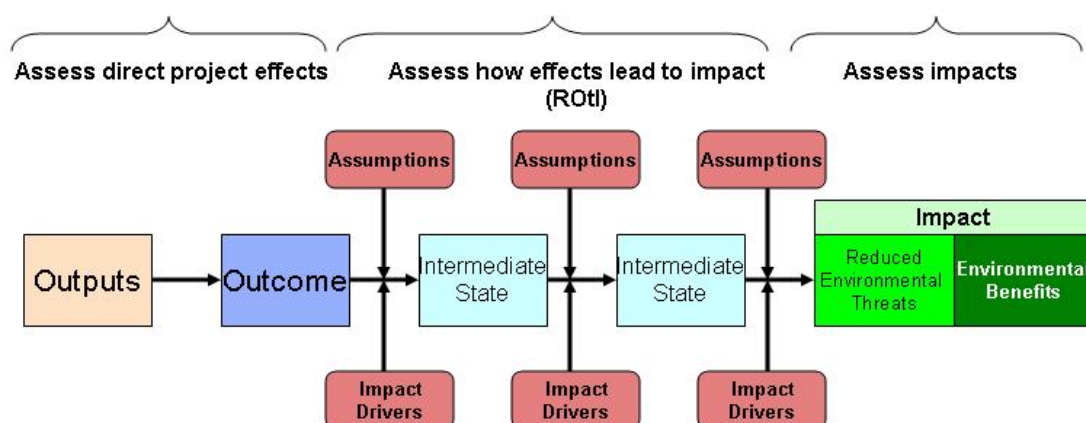 Assess direct project effects
Assess how effects lead to impact
(ROtI)
Assess impacts
Assumptions
Assumptions
Assumptions
Impact
Outputs
Outcome
Intermediate
State
Intermediate
State
Reduced
Environmental
Threats
Environmental
Benefits
Impact
Drivers
Impact
Drivers
Impact
Drivers